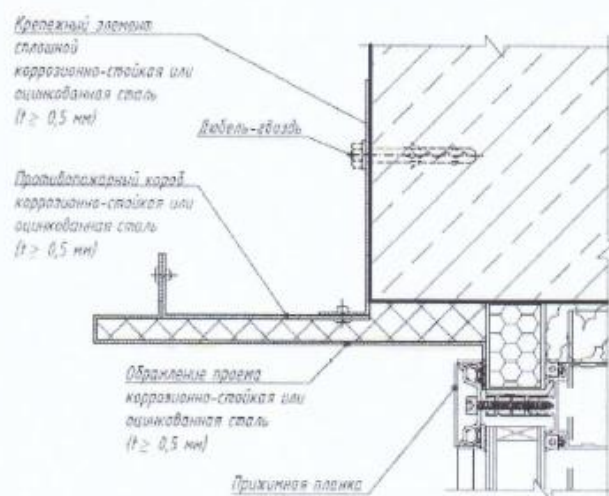 Крепежный элемент
сплошной
коррозионно-стойкая или
оцинкованная сталь
(t ≥ 0,5 мм)
Дюбель-гвоздь
Противопожарный короб
коррозионно-стойкая или
оцинкованная сталь
(t ≥ 0,5 мм)
Обрамление проема
коррозионно-стойкая или
оцинкованная сталь
(t ≥ 0,5 мм)
Прижимная планка